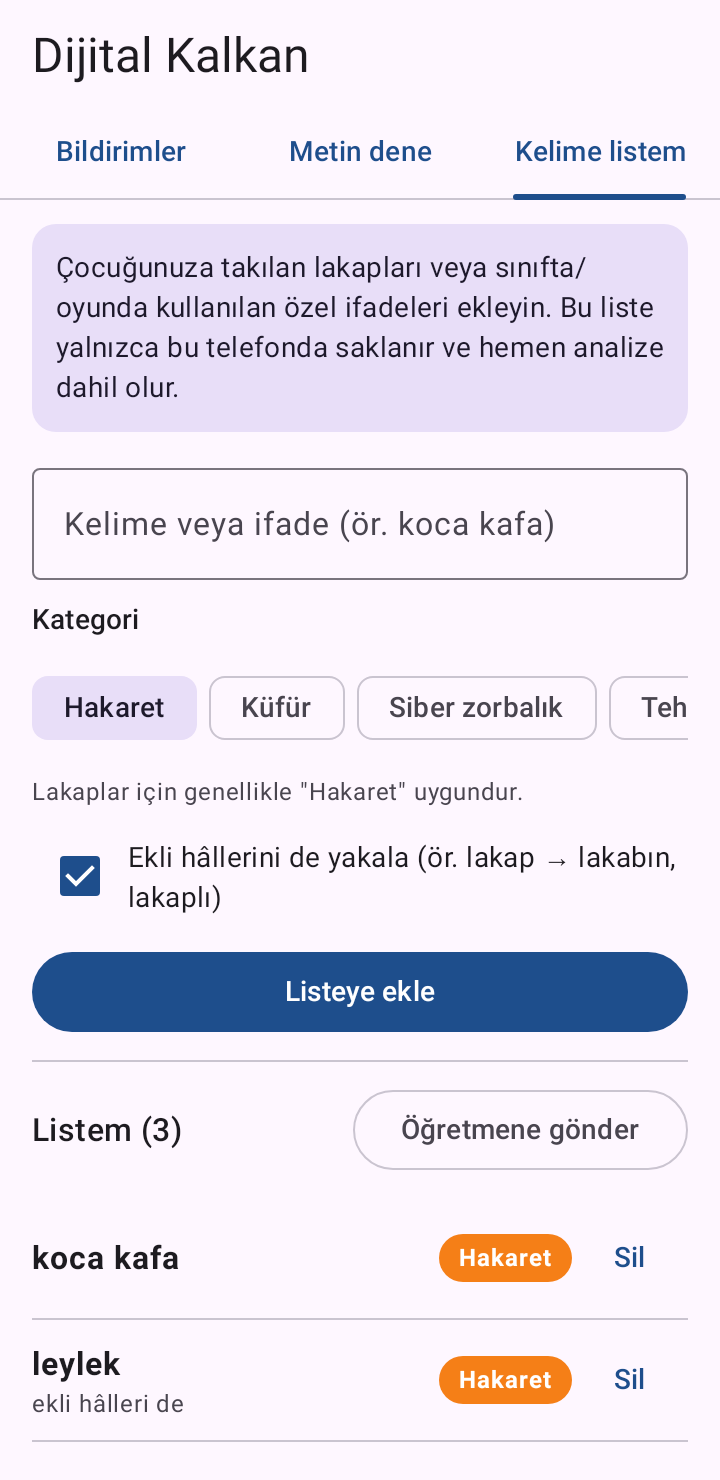 Dijital Kalkan
Bildirimler
Metin dene
Kelime listem
Çocuğunuza takılan lakapları veya sınıfta/
oyunda kullanılan özel ifadeleri ekleyin. Bu liste
yalnızca bu telefonda saklanır ve hemen analize
dahil olur.
Kelime veya ifade (ör. koca kafa)
Kategori
Hakaret
Küfür
Siber zorbalık
Teh
Lakaplar için genellikle "Hakaret" uygundur.
Ekli hâllerini de yakala (ör. lakap → lakabın,
lakaplı)
Listeye ekle
Listem (3)
Öğretmene gönder
koca kafa
Hakaret
Sil
leylek
ekli hâlleri de
Hakaret
Sil